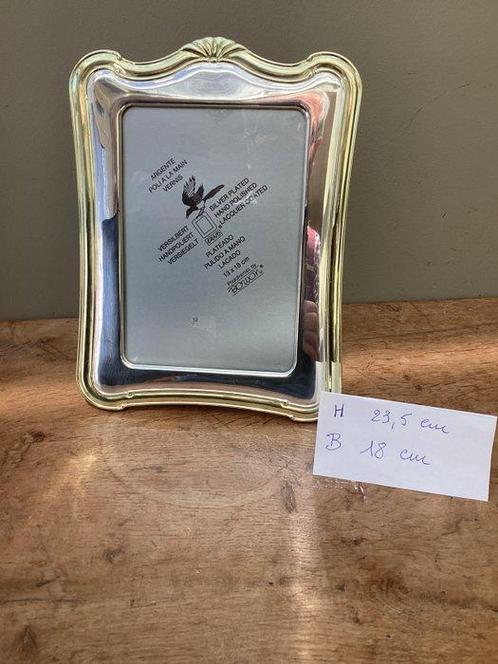 ARGENTE
POLI A LA MAIN
VERNIS
SILVER PLATED
HAND POLISHED
LACQUER COATED
VERSILBERT
HANDPOLIERT
VERSIEGELT
PLATEADO
PULIDO A MANO
LACADO
13 x 18 cm
H 23,5 cm
B 18 cm